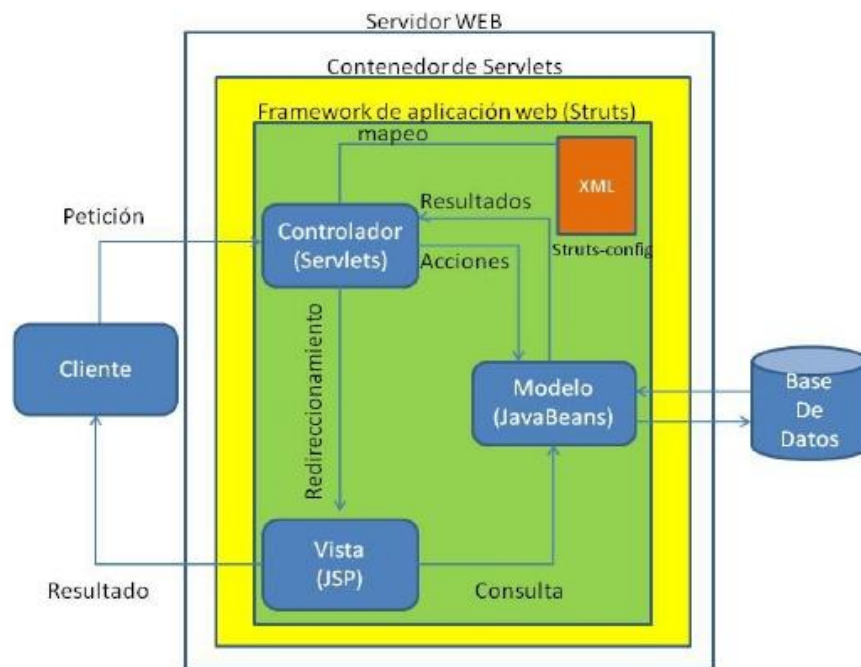 Servidor WEB
Contenedor de Servlets
Framework de aplicación web (Struts)
mapeo
XML
Struts-config
Petición
Controlador
(Servlets)
Resultados
Acciones
Redireccionamiento
Cliente
Modelo
(JavaBeans)
Base
De
Datos
Vista
(JSP)
Resultado
Consulta